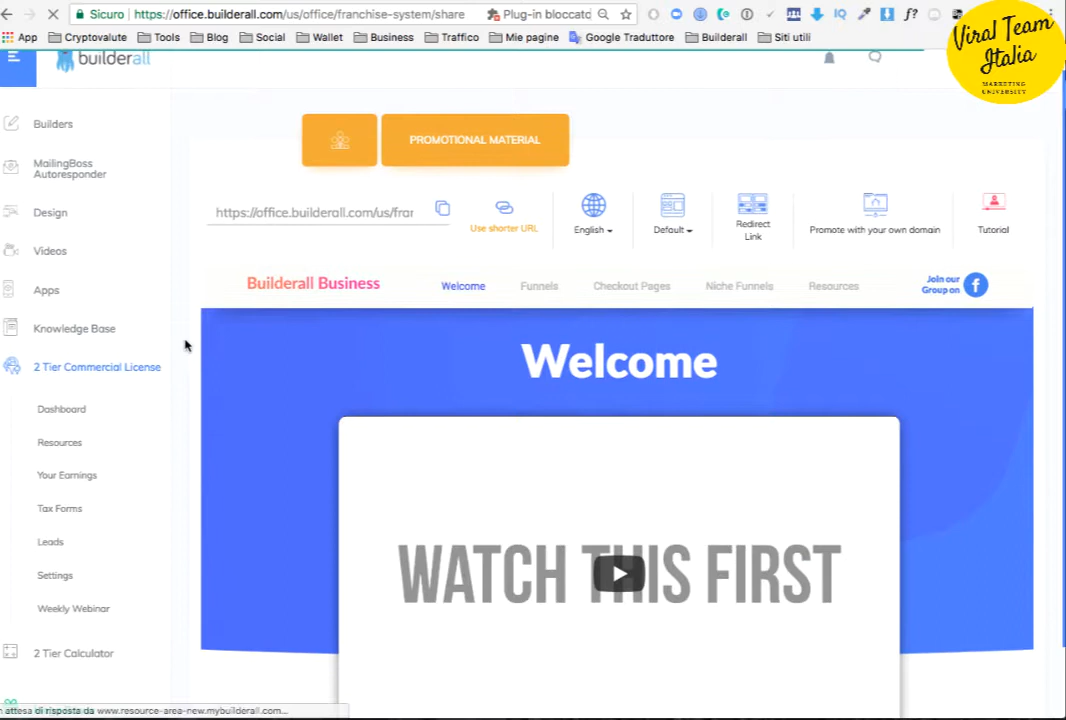 Sicuro | https://office.builderall.com/us/office/franchise-system/share
Plug-in bloccato
App Cryptovalute Tools Blog Social Wallet Business Traffico Mie pagine Google Traduttore Builderall Siti utili
Viral Team
Italia
MARKETING
UNIVERSITY
builderall
Builders
MailingBoss
Autoresponder
Design
Videos
Apps
Knowledge Base
2 Tier Commercial License
Dashboard
Resources
Your Earnings
Tax Forms
Leads
Settings
Weekly Webinar
2 Tier Calculator
PROMOTIONAL MATERIAL
https://office.builderall.com/us/frar
Use shorter URL
English
Default
Redirect
Link
Promote with your own domain
Tutorial
Builderall Business
Welcome
Funnels
Checkout Pages
Niche Funnels
Resources
Join our
Group on
Welcome
WATCH THIS FIRST
n attesa di risposta da www.resource-area-new.mybuilderall.com...